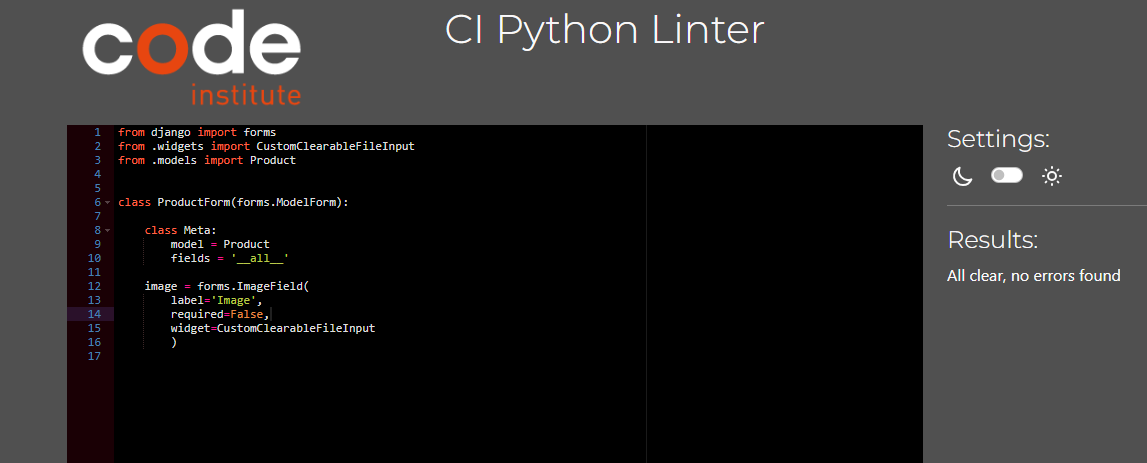 code
institute
CI Python Linter
1 from django import forms
2 from .widgets import CustomClearableFileInput
3 from .models import Product
4
5
6 class ProductForm(forms.ModelForm):
7
8     class Meta:
9         model = Product
10         fields = '__all__'
11
12     image = forms.ImageField(
13         label='Image',
14         required=False,
15         widget=CustomClearableFileInput
16         )
17
Settings:
Results:
All clear, no errors found